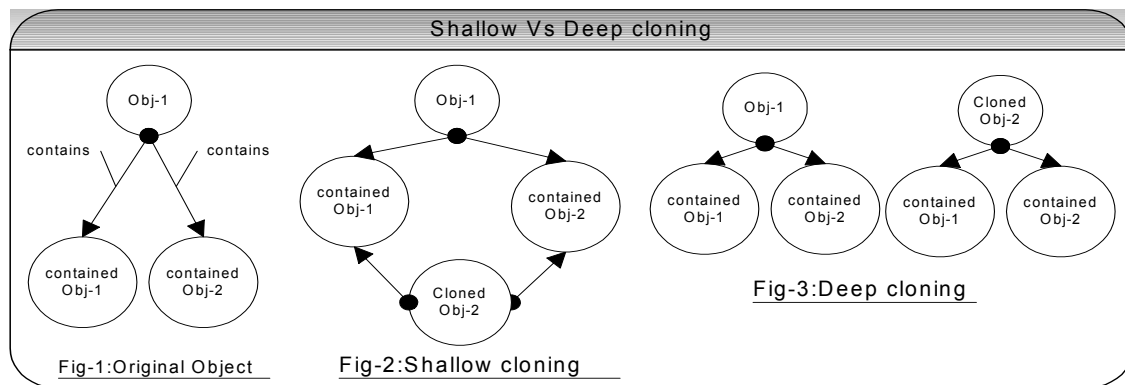 Shallow Vs Deep cloning
Obj-1
contains
contains
contained
Obj-1
contained
Obj-2
Fig-1:Original Object
Obj-1
contained
Obj-1
contained
Obj-2
Cloned
Obj-2
Fig-2:Shallow cloning
Obj-1
contained
Obj-1
contained
Obj-2
Cloned
Obj-2
contained
Obj-1
contained
Obj-2
Fig-3:Deep cloning